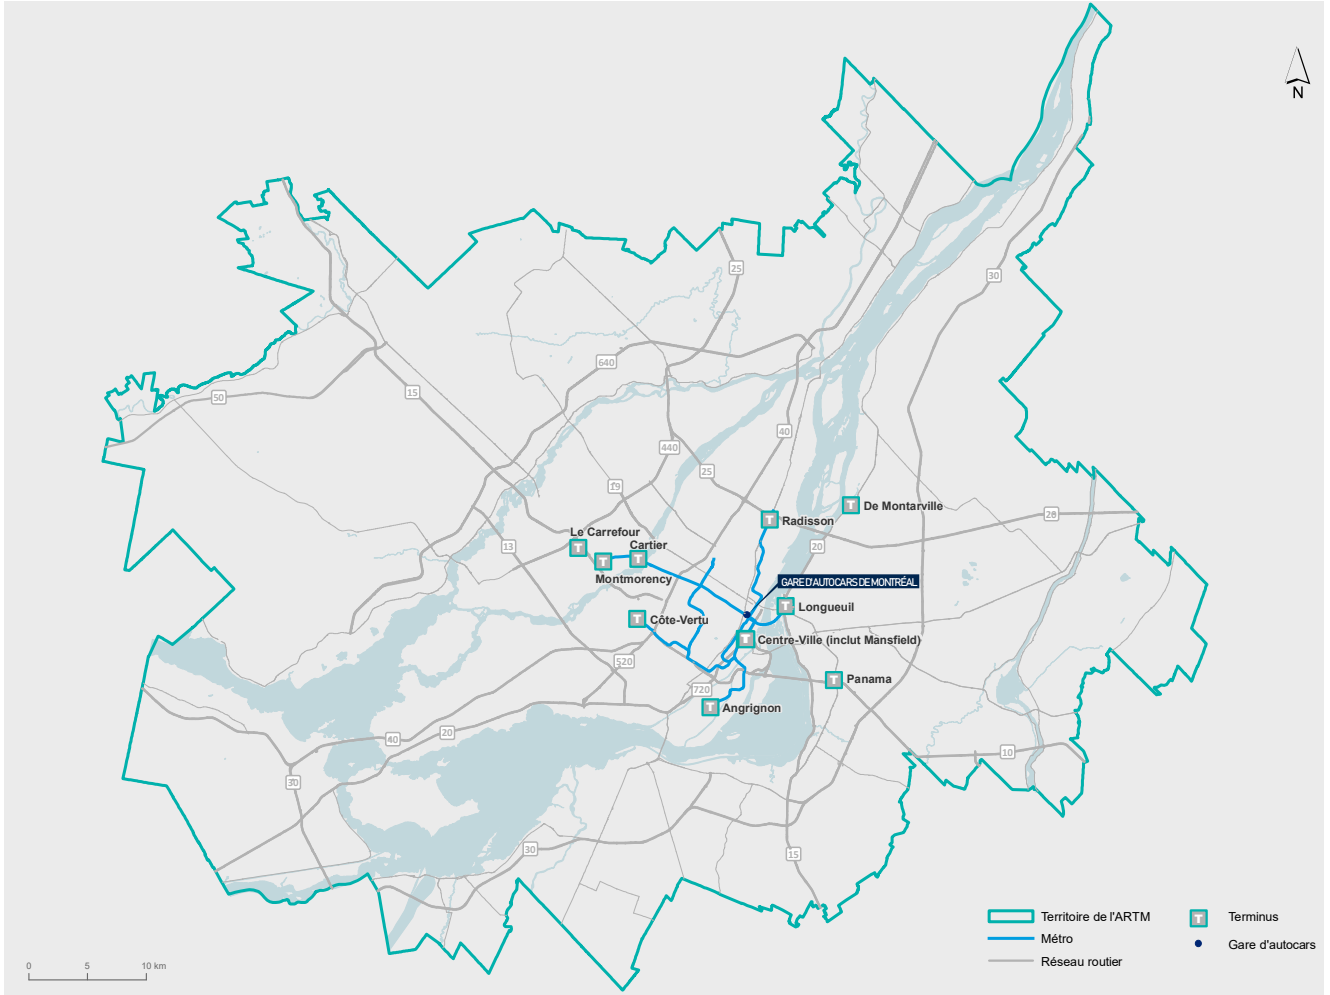 N
25
30
640
50
15
40
440
25
19
De Montarville
Radisson
28
Le Carrefour
Cartier
13
20
Montmorency
GARE D'AUTOCARS DE MONTRÉAL
Longueuil
Côte-Vertu
Centre-Ville (inclut Mansfield)
520
Panama
720
Angrignon
20
40
10
30
30
15
Territoire de l'ARTM
Métro
Réseau routier
T Terminus
Gare d'autocars
0 5 10 km
T
T
T
T
T
T
T
T
T
T